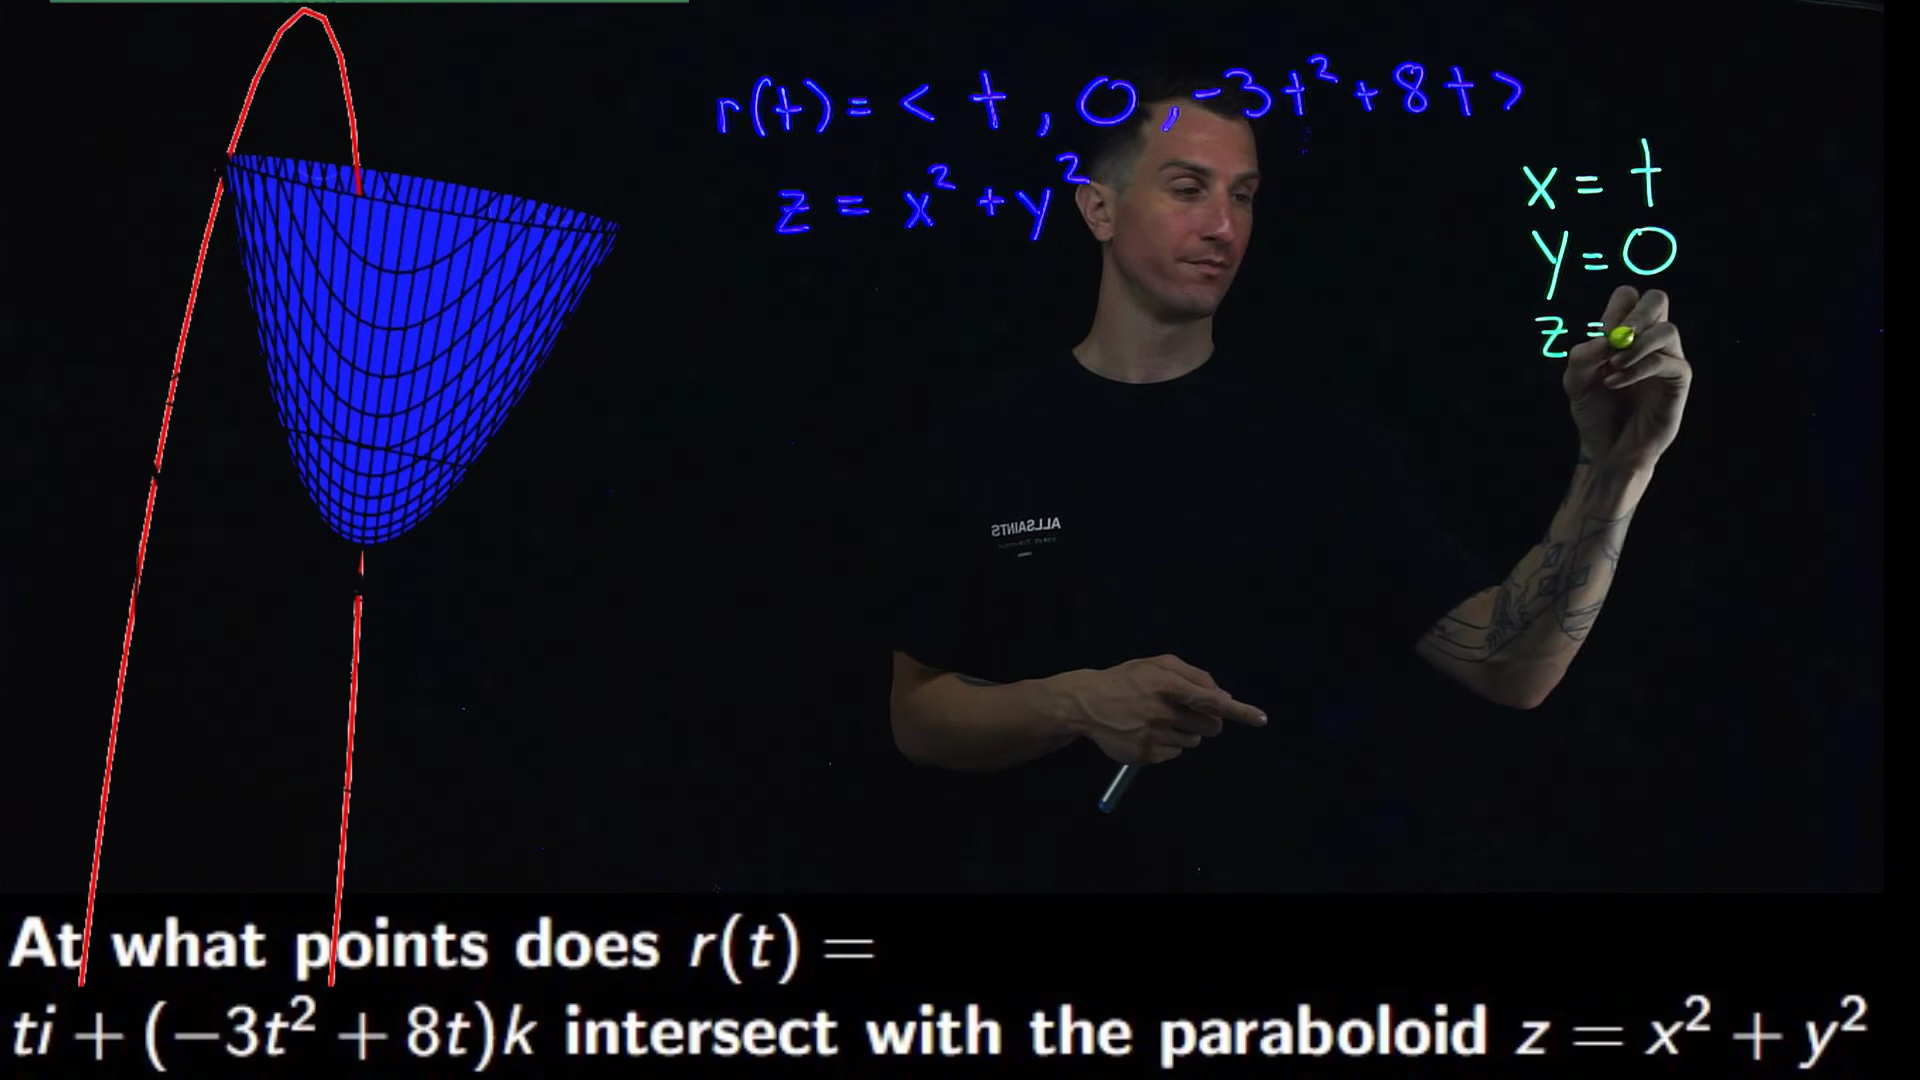 r(t) = < t , 0 , -3t² + 8t >
z = x² + y²
x = t
y = 0
z =
ALLSAINTS
At what points does r(t) =
ti + (−3t² + 8t)k intersect with the paraboloid z = x² + y²